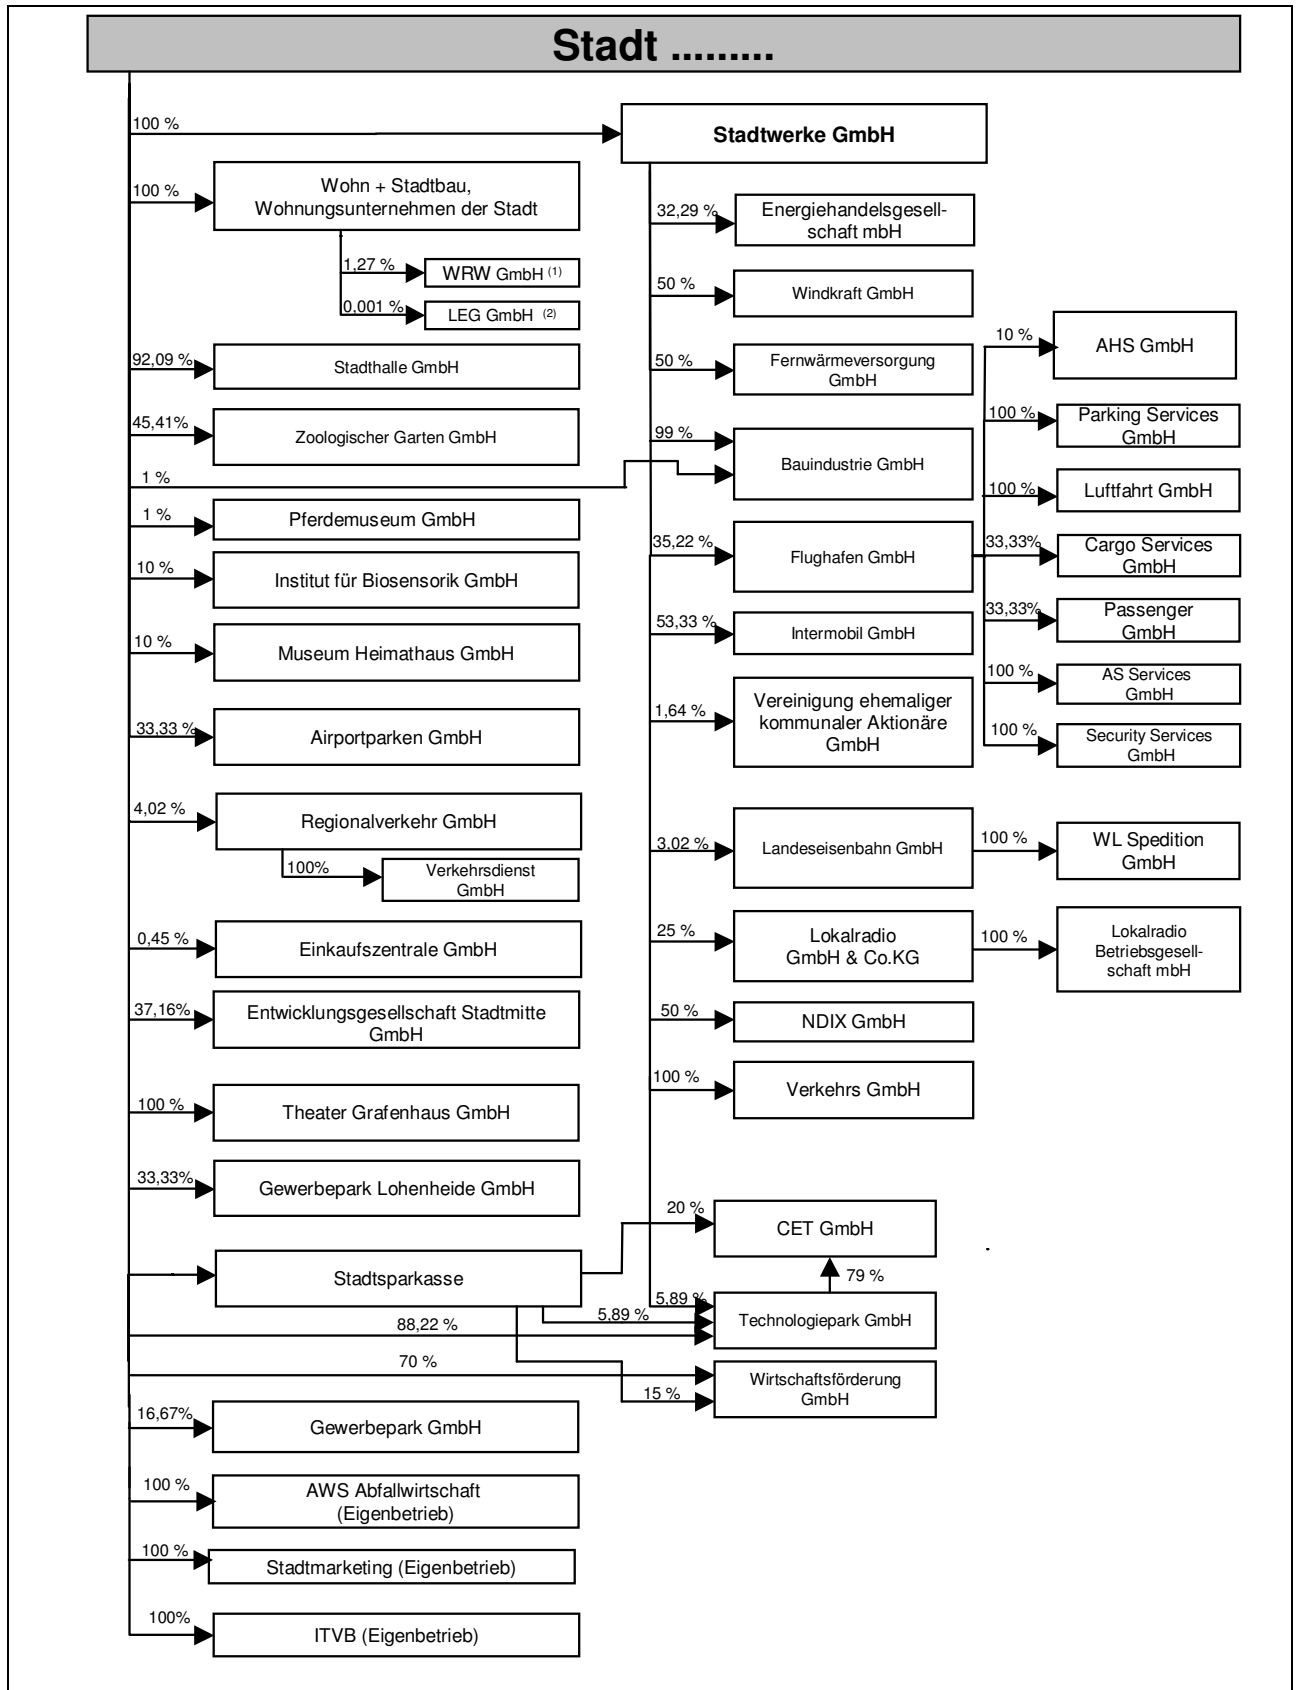 Stadt .........
100 %
Stadtwerke GmbH
100 %
Wohn + Stadtbau,
Wohnungsunternehmen der Stadt
1,27 %
WRW GmbH (1)
0,001 %
LEG GmbH (2)
92,09 %
Stadthalle GmbH
45,41%
Zoologischer Garten GmbH
1 %
1 %
Pferdemuseum GmbH
10 %
Institut für Biosensorik GmbH
10 %
Museum Heimathaus GmbH
33,33 %
Airportparken GmbH
4,02 %
Regionalverkehr GmbH
100%
Verkehrsdienst
GmbH
0,45 %
Einkaufszentrale GmbH
37,16%
Entwicklungsgesellschaft Stadtmitte
GmbH
100 %
Theater Grafenhaus GmbH
33,33%
Gewerbepark Lohenheide GmbH
Stadtsparkasse
88,22 %
70 %
16,67%
Gewerbepark GmbH
100 %
AWS Abfallwirtschaft
(Eigenbetrieb)
100 %
Stadtmarketing (Eigenbetrieb)
100%
ITVB (Eigenbetrieb)
32,29 %
Energiehandelsgesell-
schaft mbH
50 %
Windkraft GmbH
50 %
Fernwärmeversorgung
GmbH
99 %
Bauindustrie GmbH
35,22 %
Flughafen GmbH
53,33 %
Intermobil GmbH
1,64 %
Vereinigung ehemaliger
kommunaler Aktionäre
GmbH
3,02 %
Landeseisenbahn GmbH
25 %
Lokalradio
GmbH & Co.KG
50 %
NDIX GmbH
100 %
Verkehrs GmbH
20 %
CET GmbH
79 %
5,89 %
5,89 %
Technologiepark GmbH
15 %
Wirtschaftsförderung
GmbH
10 %
AHS GmbH
100 %
Parking Services
GmbH
100 %
Luftfahrt GmbH
33,33%
Cargo Services
GmbH
33,33%
Passenger
GmbH
100 %
AS Services
GmbH
100 %
Security Services
GmbH
100 %
WL Spedition
GmbH
100 %
Lokalradio
Betriebsgesell-
schaft mbH